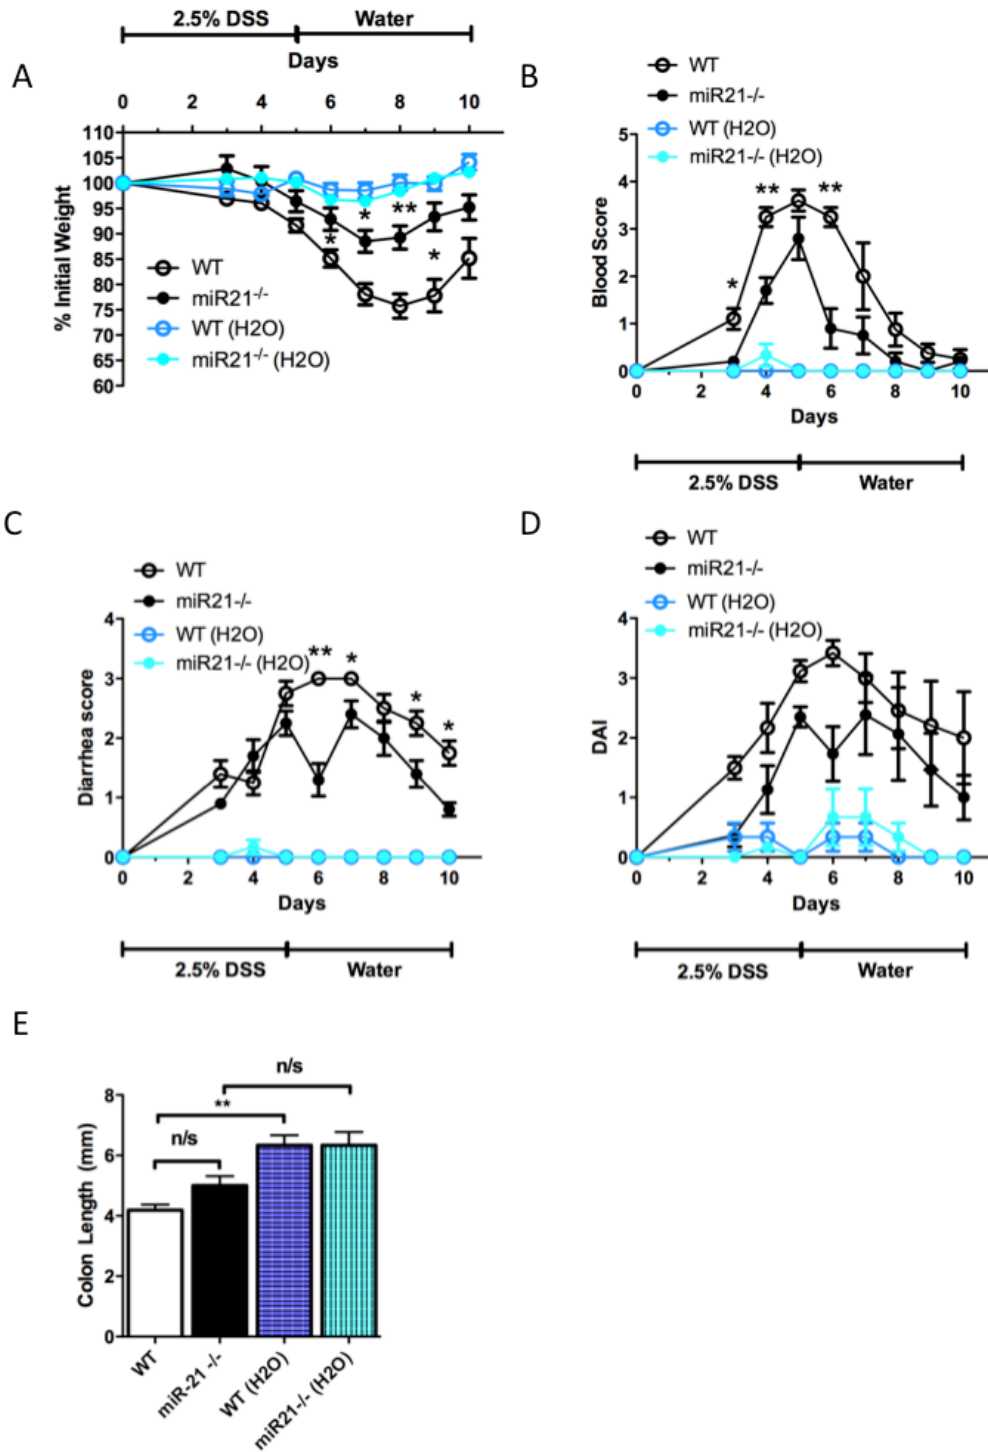 2.5% DSS Water
Days
A
0 2 4 6 8 10
110
105
100
95
90
85
80
75
70
65
60
% Initial Weight
* ** * *
WT
miR21-/-
WT (H2O)
miR21-/- (H2O)
B
WT
miR21-/-
WT (H2O)
miR21-/- (H2O)
5
4
3
2
1
0
Blood Score
* ** **
0 2 4 6 8 10
Days
2.5% DSS Water
C
WT
miR21-/-
WT (H2O)
miR21-/- (H2O)
4
3
2
1
0
Diarrhea score
** * * *
0 2 4 6 8 10
Days
2.5% DSS Water
D
WT
miR21-/-
WT (H2O)
miR21-/- (H2O)
4
3
2
1
0
DAI
0 2 4 6 8 10
Days
2.5% DSS Water
E
n/s
**
n/s
8
6
4
2
0
Colon Length (mm)
WT
miR-21 -/-
WT (H2O)
miR21-/- (H2O)